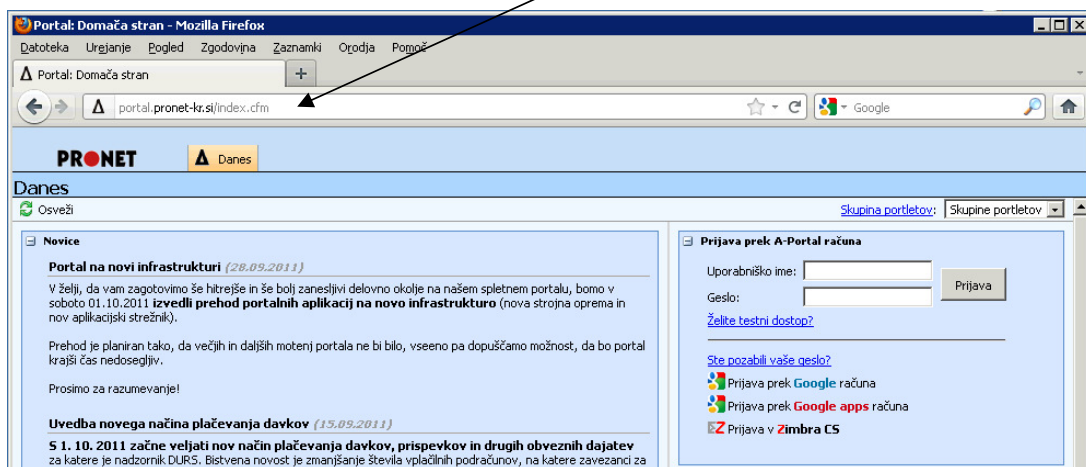 Portal: Domača stran - Mozilla Firefox
Datoteka Urejanje Pogled Zgodovina Zaznamki Orodja Pomoč
Portal: Domača stran
portal.pronet-kr.si/index.cfm
Google
PRONET
Danes
Danes
Osveži
Skupina portletov: Skupine portletov
Novice
Portal na novi infrastrukturi (28.09.2011)
V želji, da vam zagotovimo še hitrejše in še bolj zanesljivi delovno okolje na našem spletnem portalu, bomo v
soboto 01.10.2011 izvedli prehod portalnih aplikacij na novo infrastrukturo (nova strojna oprema in
nov aplikacijski strežnik).
Prehod je planiran tako, da večjih in daljših motenj portala ne bi bilo, vseeno pa dopuščamo možnost, da bo portal
krajši čas nedosegljiv.
Prosimo za razumevanje!
Uvedba novega načina plačevanja davkov (15.09.2011)
S 1. 10. 2011 začne veljati nov način plačevanja davkov, prispevkov in drugih obveznih dajatev
za katere je nadzornik DURS. Bistvena novost je zmanjšanje števila vplačilnih podračunov, na katere zavezanci za
Prijava prek A-Portal računa
Uporabniško ime:
Geslo:
Prijava
Želite testni dostop?
Ste pozabili vaše geslo?
Prijava prek Google računa
Prijava prek Google apps računa
Prijava v Zimbra CS